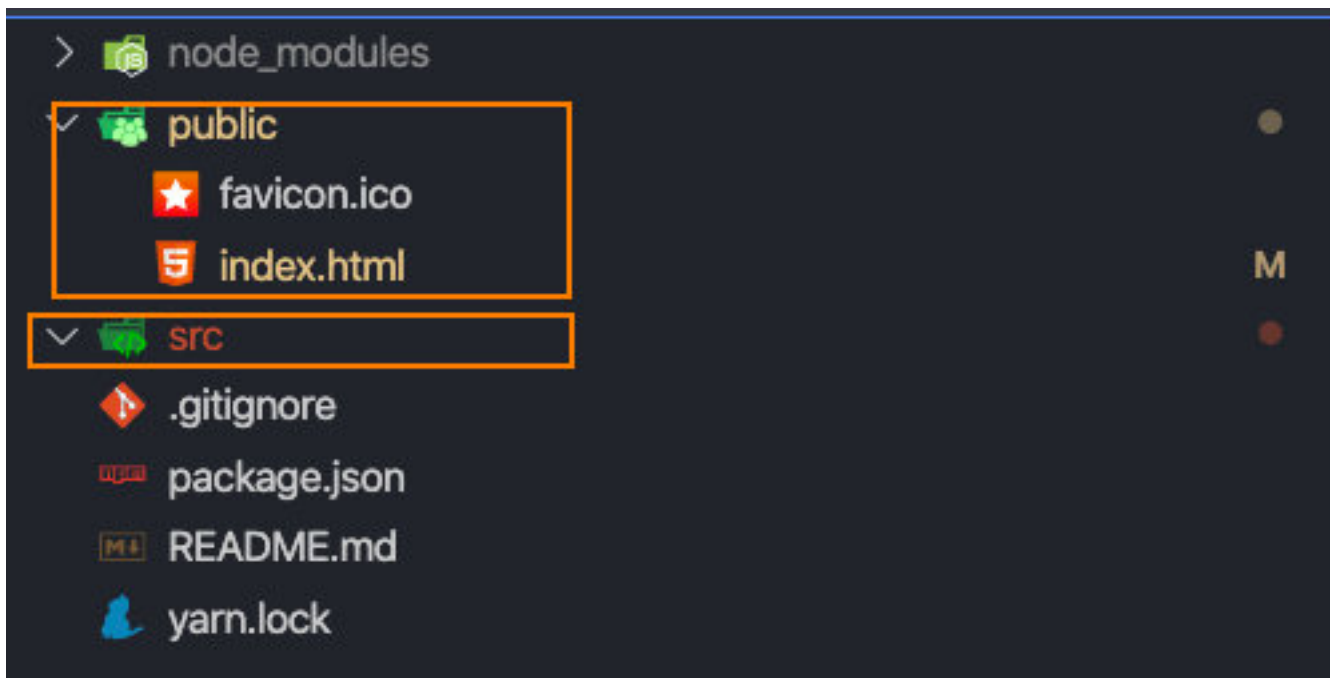 node_modules
public
favicon.ico
index.html M
src
.gitignore
package.json
README.md
yarn.lock